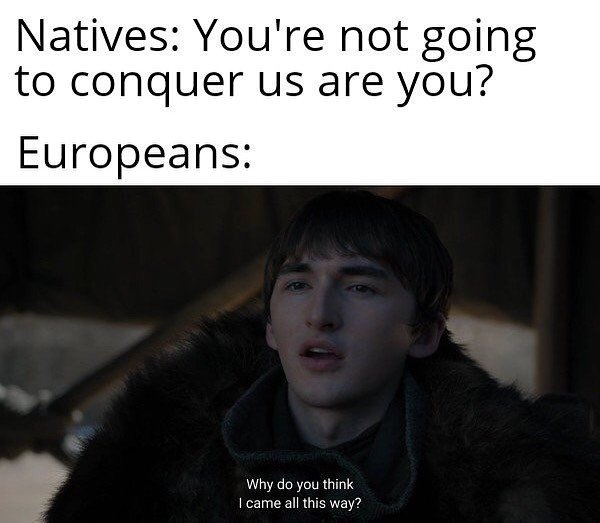 Natives: You're not going
to conquer us are you?
Europeans:
Why do you think
I came all this way?